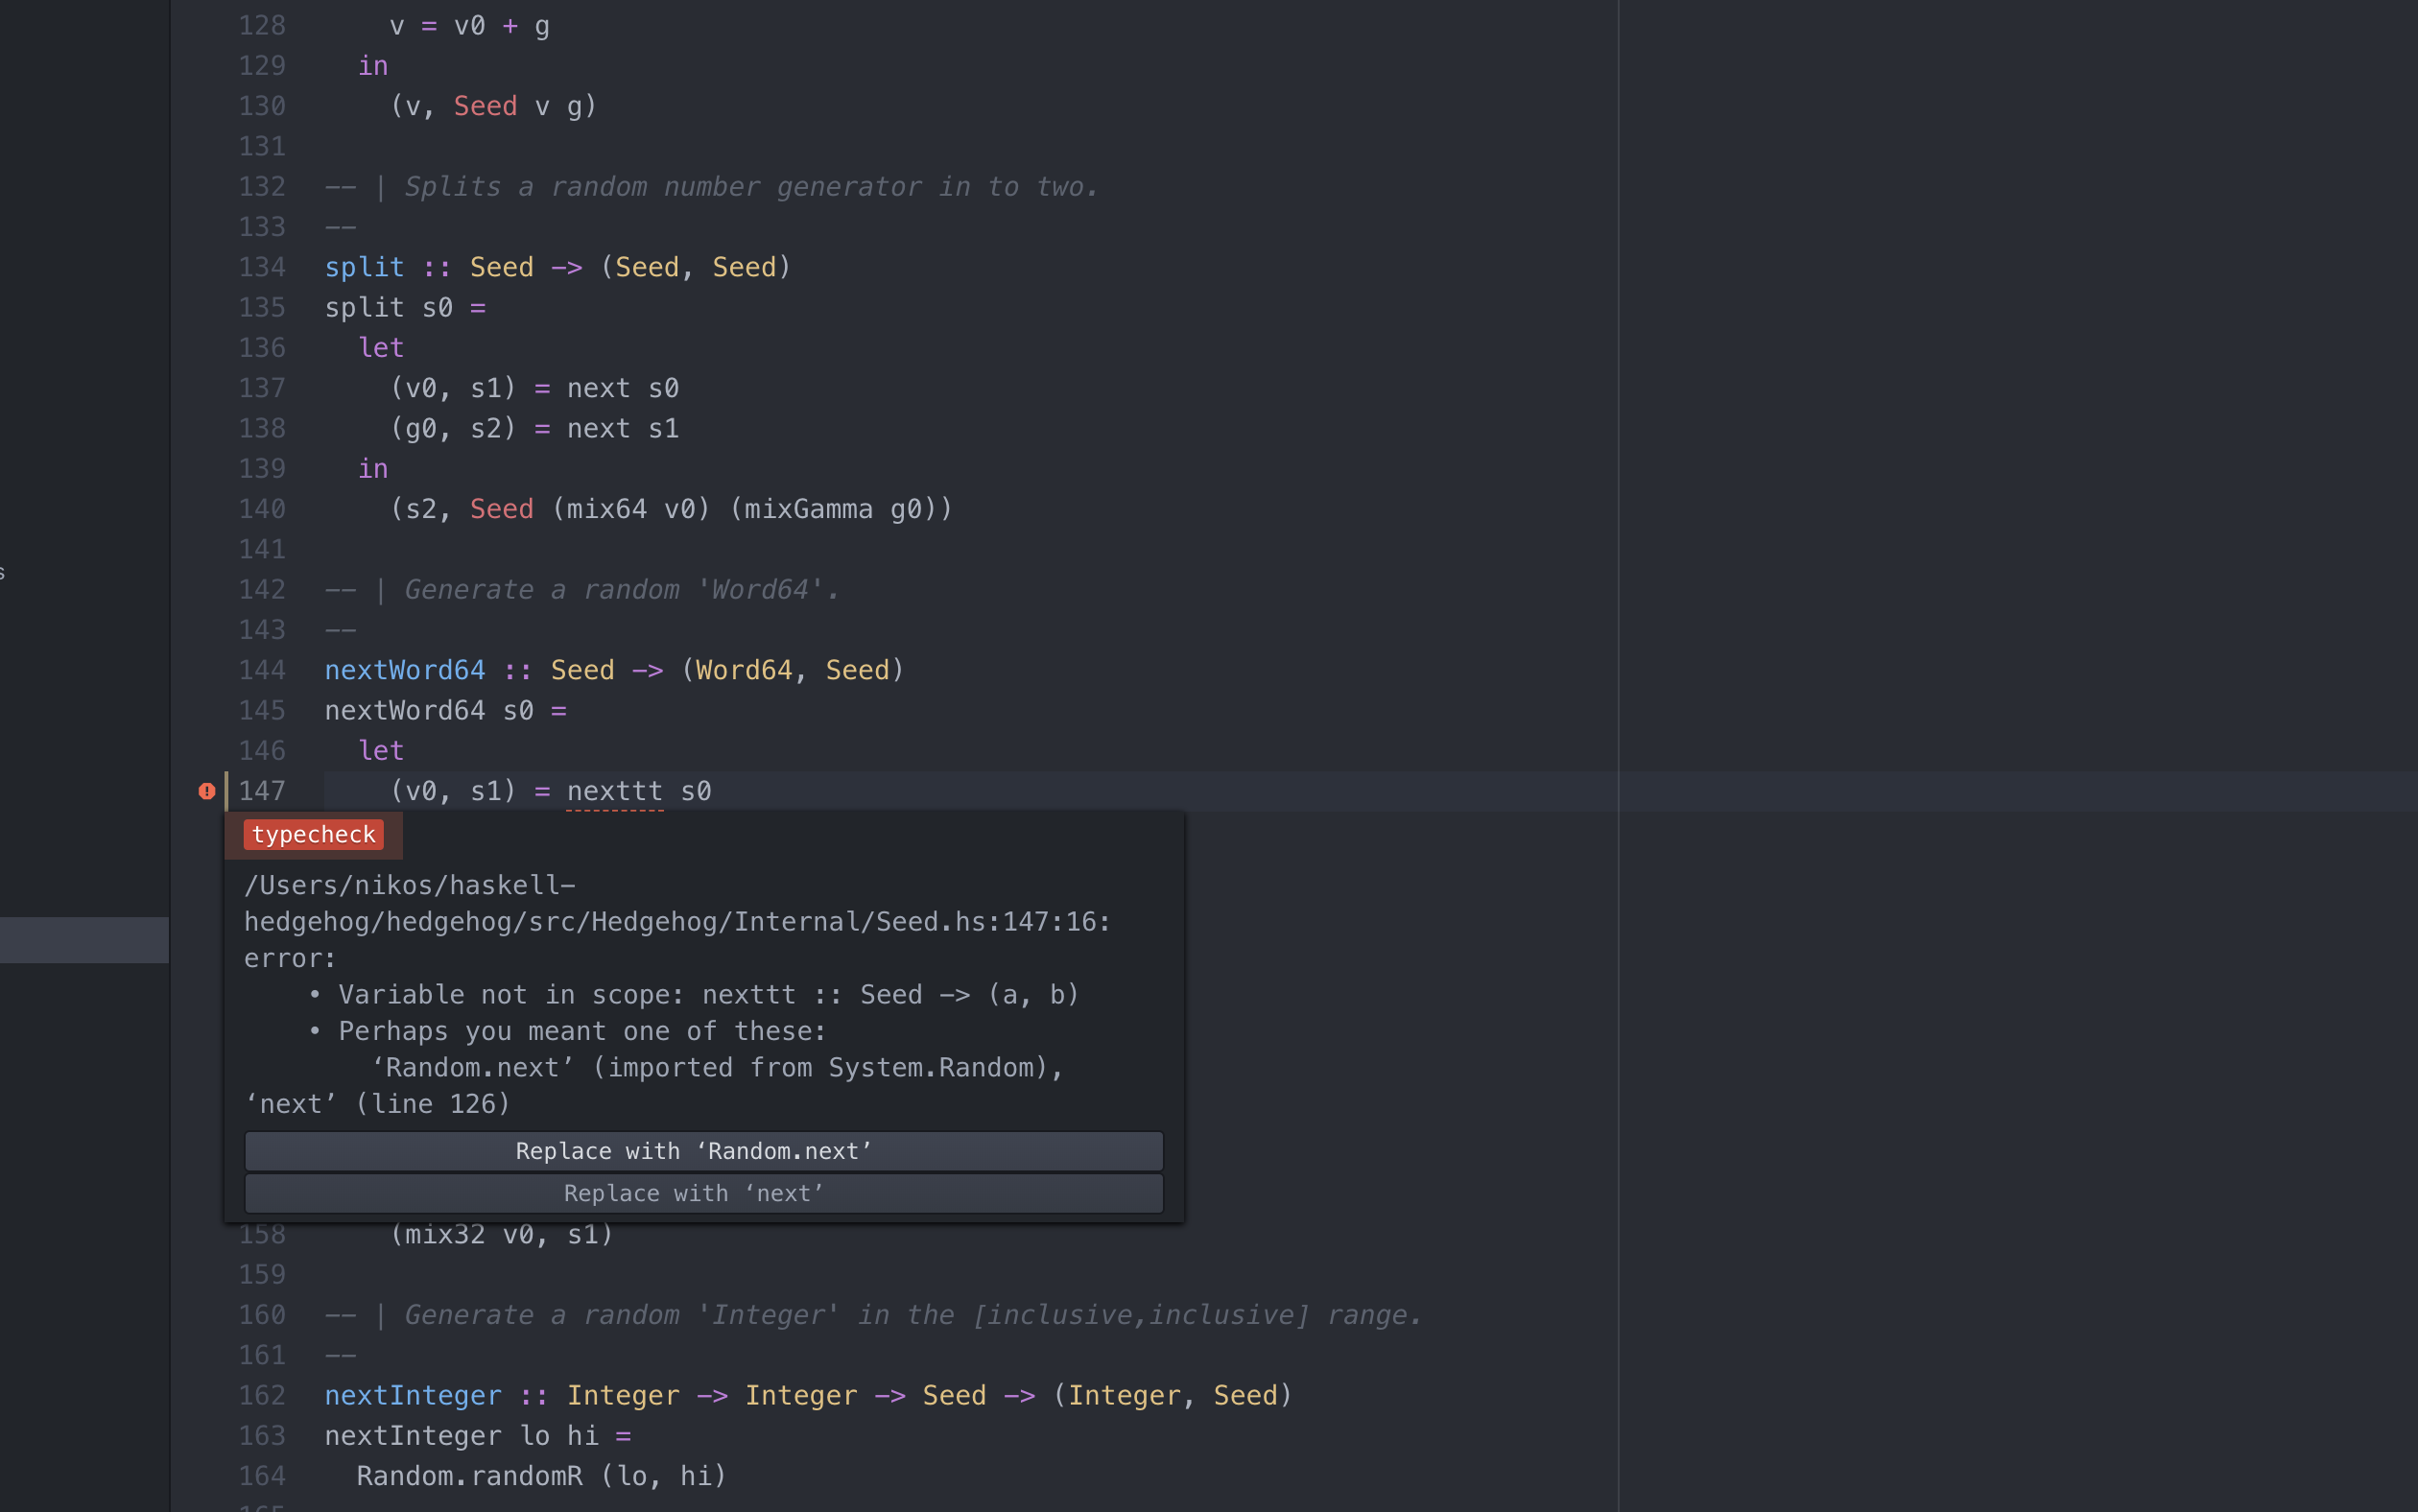 128 v = v0 + g
129 in
130 (v, Seed v g)
131
132 -- | Splits a random number generator in to two.
133 --
134 split :: Seed -> (Seed, Seed)
135 split s0 =
136 let
137 (v0, s1) = next s0
138 (g0, s2) = next s1
139 in
140 (s2, Seed (mix64 v0) (mixGamma g0))
141
s
142 -- | Generate a random 'Word64'.
143 --
144 nextWord64 :: Seed -> (Word64, Seed)
145 nextWord64 s0 =
146 let
147 (v0, s1) = nexttt s0
typecheck
/Users/nikos/haskell-
hedgehog/hedgehog/src/Hedgehog/Internal/Seed.hs:147:16:
error:
• Variable not in scope: nexttt :: Seed -> (a, b)
• Perhaps you meant one of these:
‘Random.next’ (imported from System.Random),
‘next’ (line 126)
Replace with ‘Random.next’
Replace with ‘next’
158 (mix32 v0, s1)
159
160 -- | Generate a random 'Integer' in the [inclusive,inclusive] range.
161 --
162 nextInteger :: Integer -> Integer -> Seed -> (Integer, Seed)
163 nextInteger lo hi =
164 Random.randomR (lo, hi)